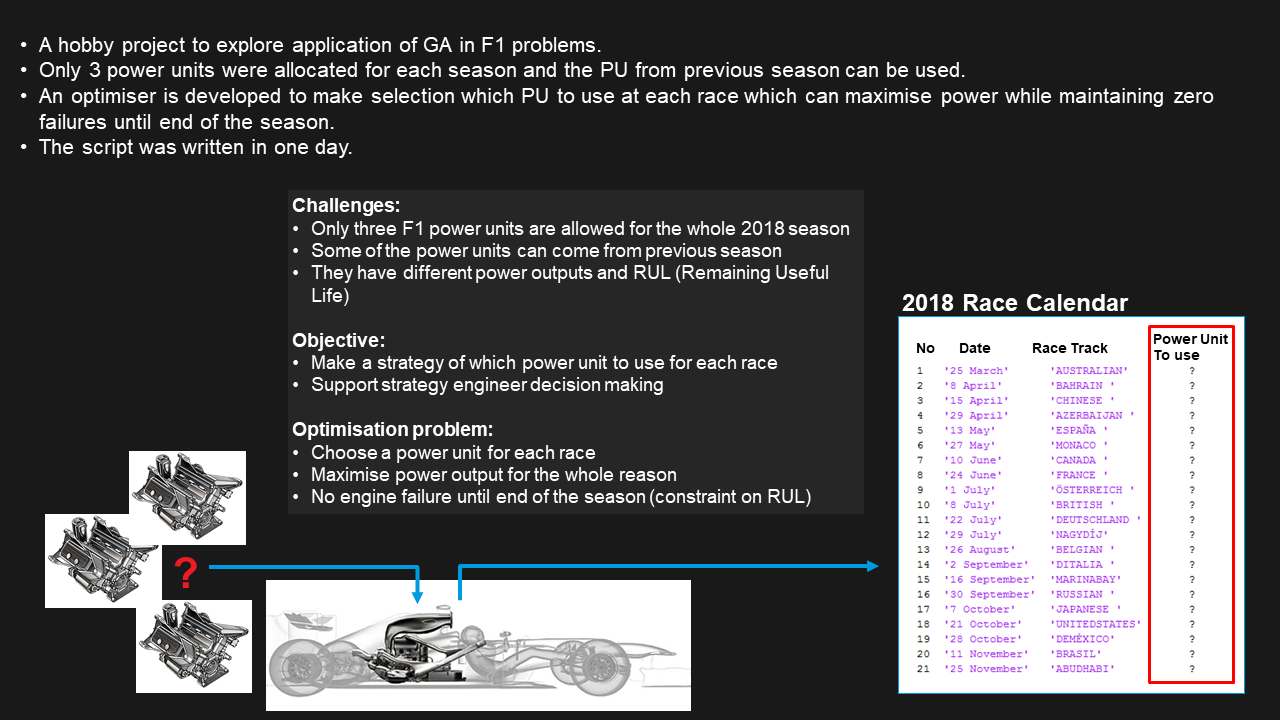 • A hobby project to explore application of GA in F1 problems.
• Only 3 power units were allocated for each season and the PU from previous season can be used.
• An optimiser is developed to make selection which PU to use at each race which can maximise power while maintaining zero
failures until end of the season.
• The script was written in one day.
Challenges:
• Only three F1 power units are allowed for the whole 2018 season
• Some of the power units can come from previous season
• They have different power outputs and RUL (Remaining Useful
Life)
Objective:
• Make a strategy of which power unit to use for each race
• Support strategy engineer decision making
Optimisation problem:
• Choose a power unit for each race
• Maximise power output for the whole reason
• No engine failure until end of the season (constraint on RUL)
?
2018 Race Calendar
No Date Race Track Power Unit
To use
1 '25 March' 'AUSTRALIAN' ?
2 '8 April' 'BAHRAIN ' ?
3 '15 April' 'CHINESE ' ?
4 '29 April' 'AZERBAIJAN ' ?
5 '13 May' 'ESPAÑA ' ?
6 '27 May' 'MONACO ' ?
7 '10 June' 'CANADA ' ?
8 '24 June' 'FRANCE ' ?
9 '1 July' 'ÖSTERREICH ' ?
10 '8 July' 'BRITISH ' ?
11 '22 July' 'DEUTSCHLAND ' ?
12 '29 July' 'NAGYDÍJ' ?
13 '26 August' 'BELGIAN ' ?
14 '2 September' 'DITALIA ' ?
15 '16 September' 'MARINABAY' ?
16 '30 September' 'RUSSIAN ' ?
17 '7 October' 'JAPANESE ' ?
18 '21 October' 'UNITEDSTATES' ?
19 '28 October' 'DEMÉXICO' ?
20 '11 November' 'BRASIL' ?
21 '25 November' 'ABUDHABI' ?